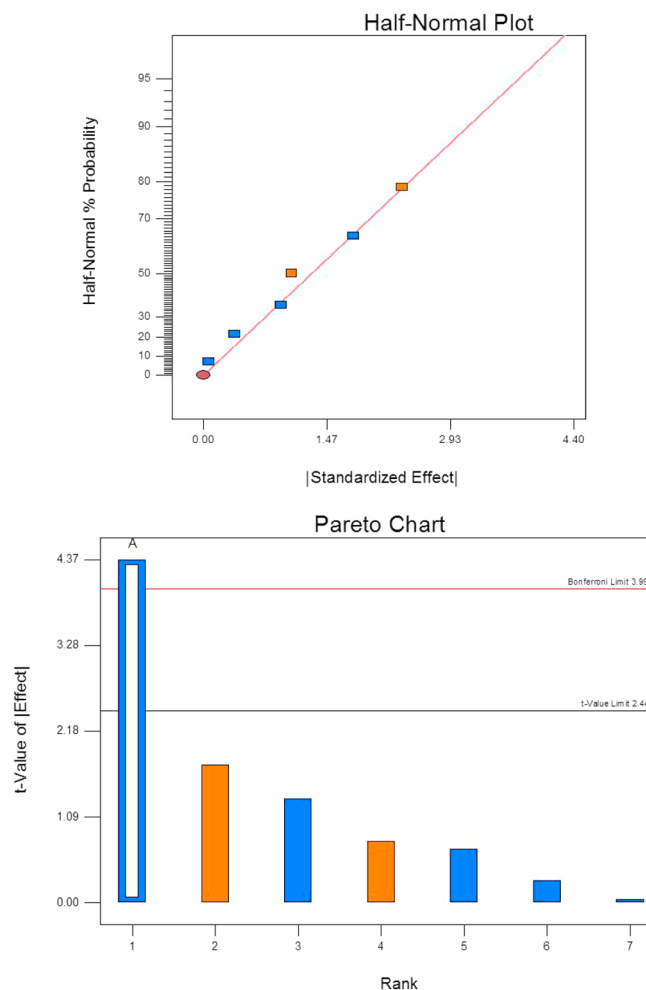 Half-Normal Plot
Half-Normal % Probability
95
90
80
70
50
30
20
10
0
0.00 1.47 2.93 4.40
|Standardized Effect|
Pareto Chart
t-Value of |Effect|
A
4.37
Bonferroni Limit 3.99
3.28
t-Value Limit 2.44
2.18
1.09
0.00
1 2 3 4 5 6 7
Rank